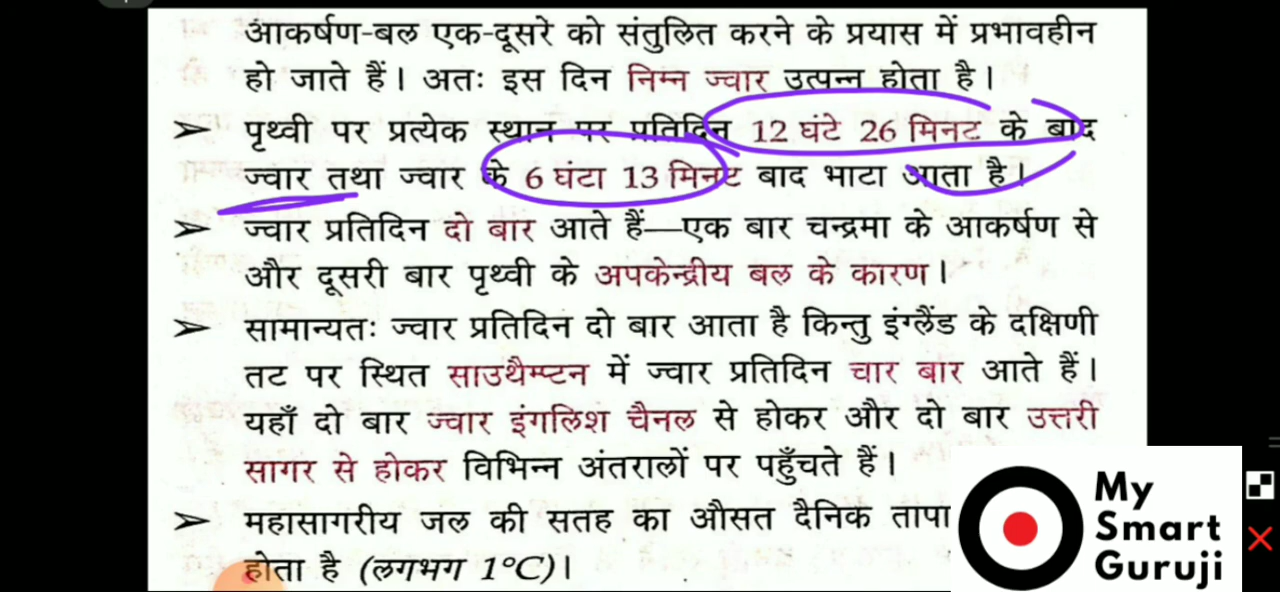 आकर्षण-बल एक-दूसरे को संतुलित करने के प्रयास में प्रभावहीन
हो जाते हैं। अतः इस दिन निम्न ज्वार उत्पन्न होता है।
➢ पृथ्वी पर प्रत्येक स्थान पर प्रतिदिन 12 घंटे 26 मिनट के बाद
ज्वार तथा ज्वार के 6 घंटा 13 मिनट बाद भाटा आता है।
➢ ज्वार प्रतिदिन दो बार आते हैं—एक बार चन्द्रमा के आकर्षण से
और दूसरी बार पृथ्वी के अपकेन्द्रीय बल के कारण।
➢ सामान्यतः ज्वार प्रतिदिन दो बार आता है किन्तु इंग्लैंड के दक्षिणी
तट पर स्थित साउथैम्प्टन में ज्वार प्रतिदिन चार बार आते हैं।
यहाँ दो बार ज्वार इंगलिश चैनल से होकर और दो बार उत्तरी
सागर से होकर विभिन्न अंतरालों पर पहुँचते हैं।
➢ महासागरीय जल की सतह का औसत दैनिक तापा
होता है (लगभग 1°C)।
My
Smart
Guruji